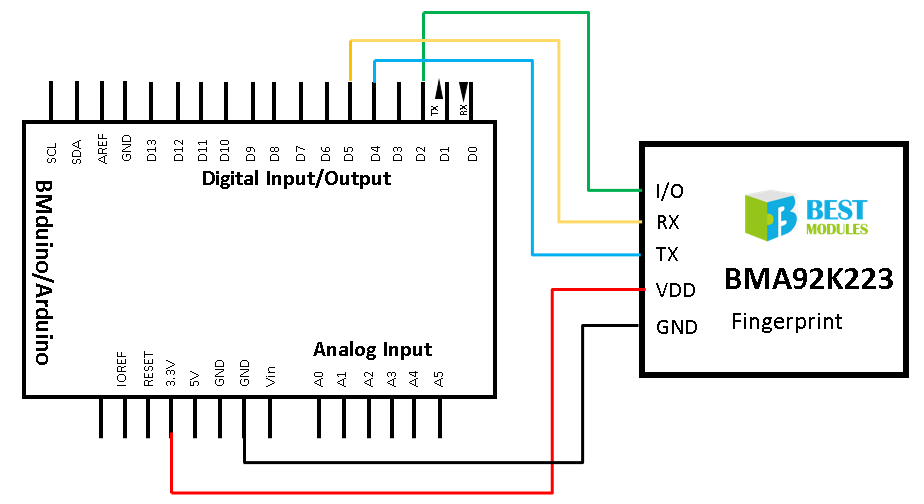 TX
RX
SCL
SDA
AREF
GND
D13
D12
D11
D10
D9
D8
D7
D6
D5
D4
D3
D2
D1
D0
Digital Input/Output
BMduino/Arduino
I/O
RX
TX
VDD
GND
BEST
MODULES
BMA92K223
Fingerprint
Analog Input
IOREF
RESET
3.3V
5V
GND
GND
Vin
A0
A1
A2
A3
A4
A5